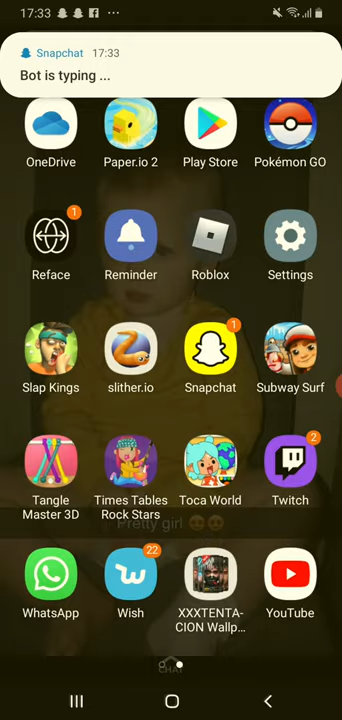 17:33
Snapchat 17:33
Bot is typing ...
OneDrive Paper.io 2 Play Store Pokémon GO
1
Reface Reminder Roblox Settings
1
Slap Kings slither.io Snapchat Subway Surf
2
Tangle Master 3D Times Tables Rock Stars Toca World Twitch
Pretty girl 😍😍
22
WhatsApp Wish XXXTENTA-CION Wallp... YouTube
CHAT